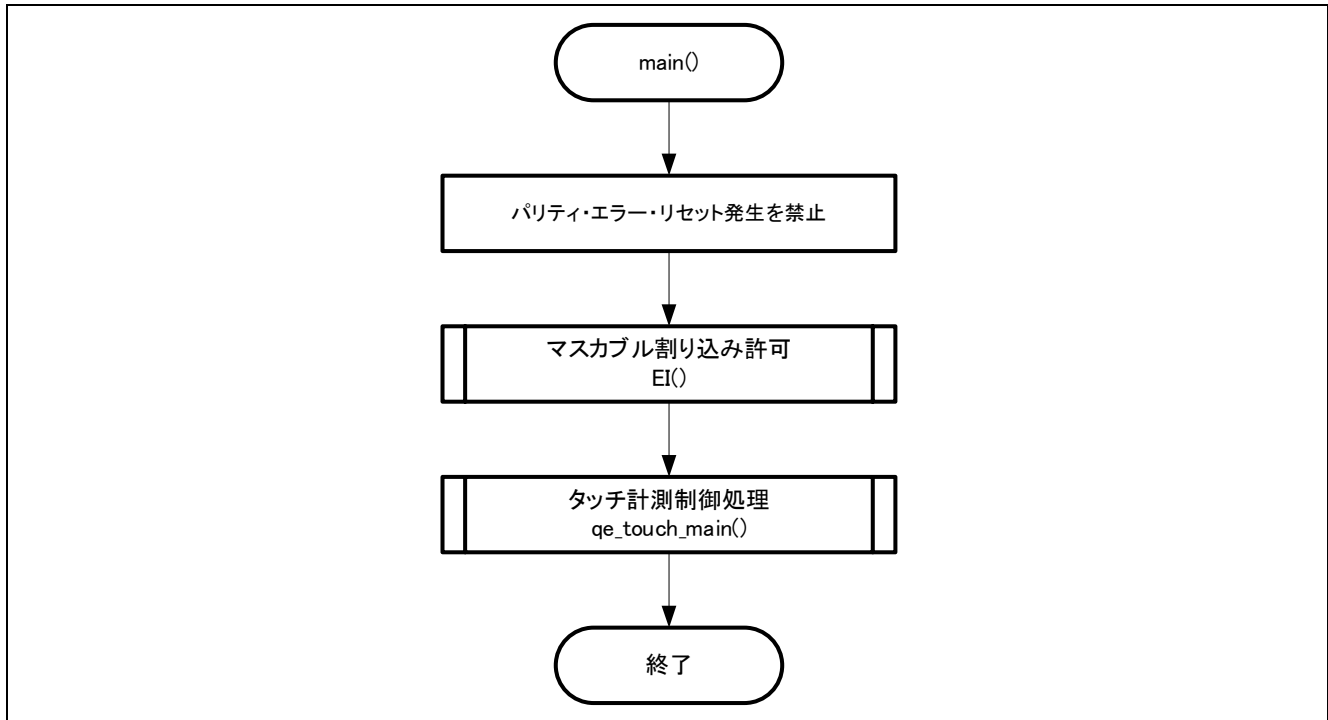 main()
パリティ・エラー・リセット発生を禁止
マスカブル割り込み許可
EI()
タッチ計測制御処理
qe_touch_main()
終了